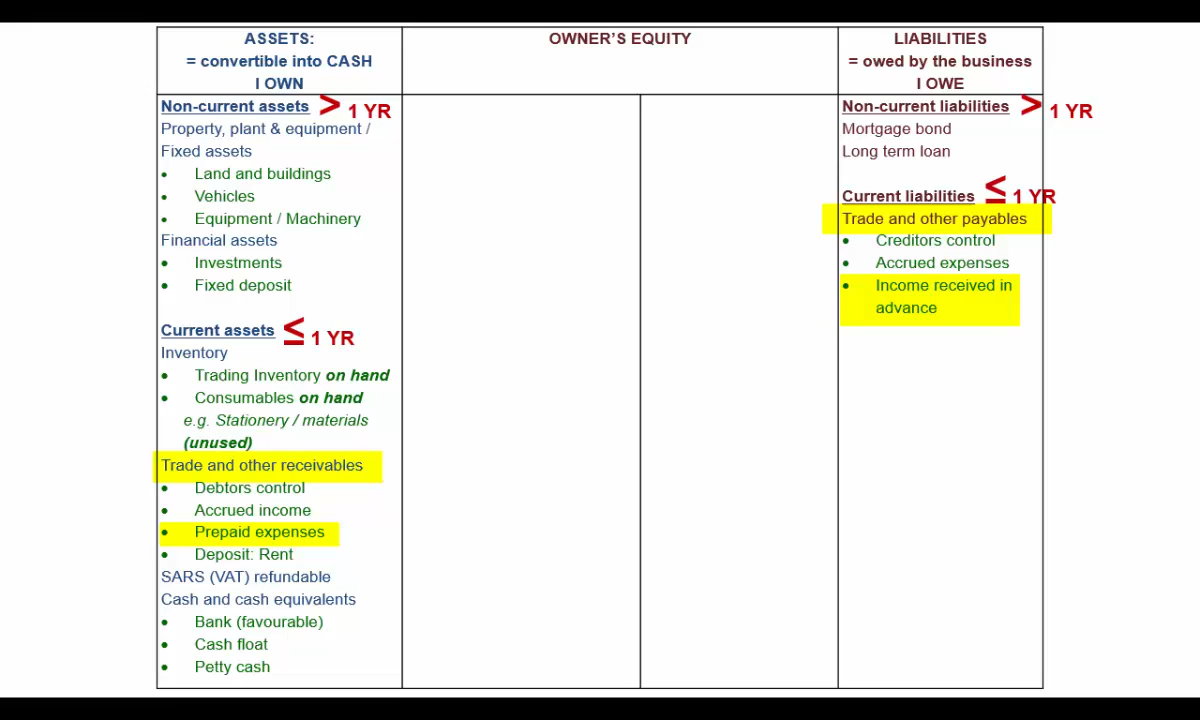 ASSETS:
= convertible into CASH
I OWN
Non-current assets > 1 YR
Property, plant & equipment /
Fixed assets
• Land and buildings
• Vehicles
• Equipment / Machinery
Financial assets
• Investments
• Fixed deposit
Current assets ≤ 1 YR
Inventory
• Trading Inventory on hand
• Consumables on hand
e.g. Stationery / materials
(unused)
Trade and other receivables
• Debtors control
• Accrued income
• Prepaid expenses
• Deposit: Rent
SARS (VAT) refundable
Cash and cash equivalents
• Bank (favourable)
• Cash float
• Petty cash
OWNER’S EQUITY
LIABILITIES
= owed by the business
I OWE
Non-current liabilities > 1 YR
Mortgage bond
Long term loan
Current liabilities ≤ 1 YR
Trade and other payables
• Creditors control
• Accrued expenses
• Income received in
advance